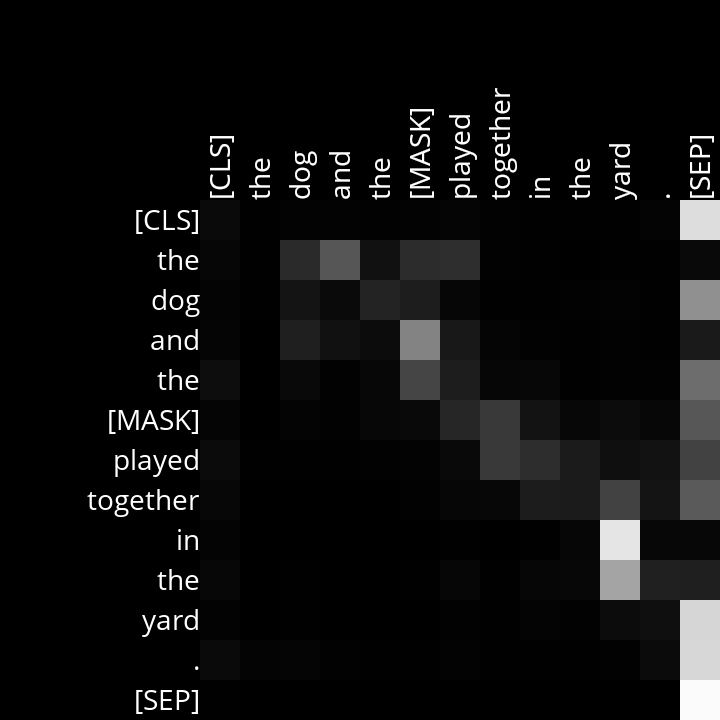 [CLS] the dog and the [MASK] played together in the yard . [SEP]
[CLS]
the
dog
and
the
[MASK]
played
together
in
the
yard
.
[SEP]